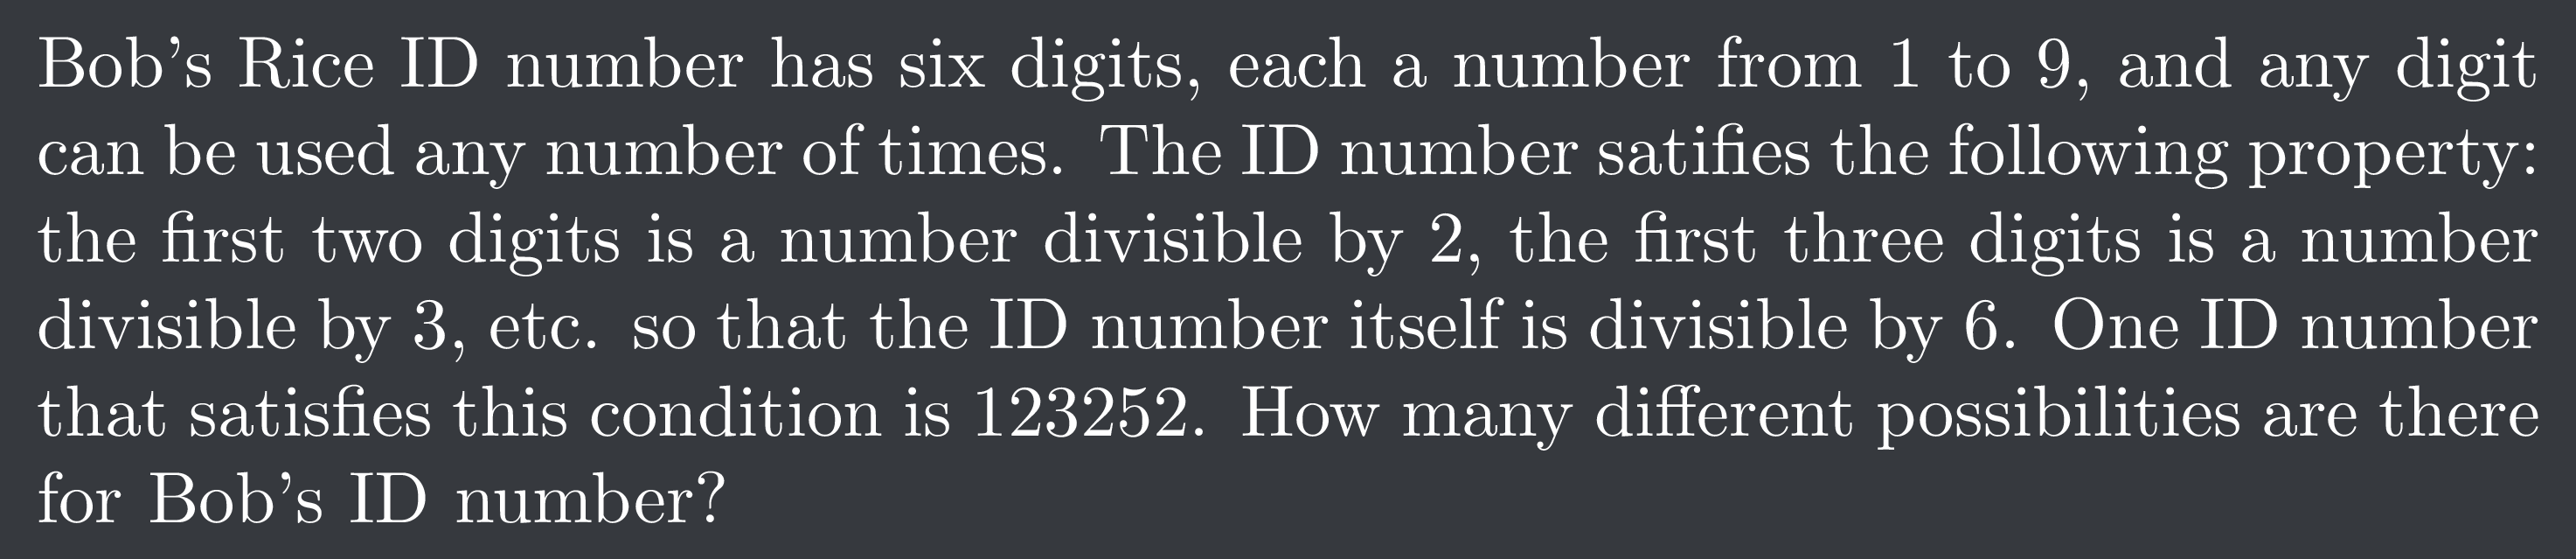 Bob's Rice ID number has six digits, each a number from 1 to 9, and any digit
can be used any number of times. The ID number satifies the following property:
the first two digits is a number divisible by 2, the first three digits is a number
divisible by 3, etc. so that the ID number itself is divisible by 6. One ID number
that satisfies this condition is 123252. How many different possibilities are there
for Bob's ID number?